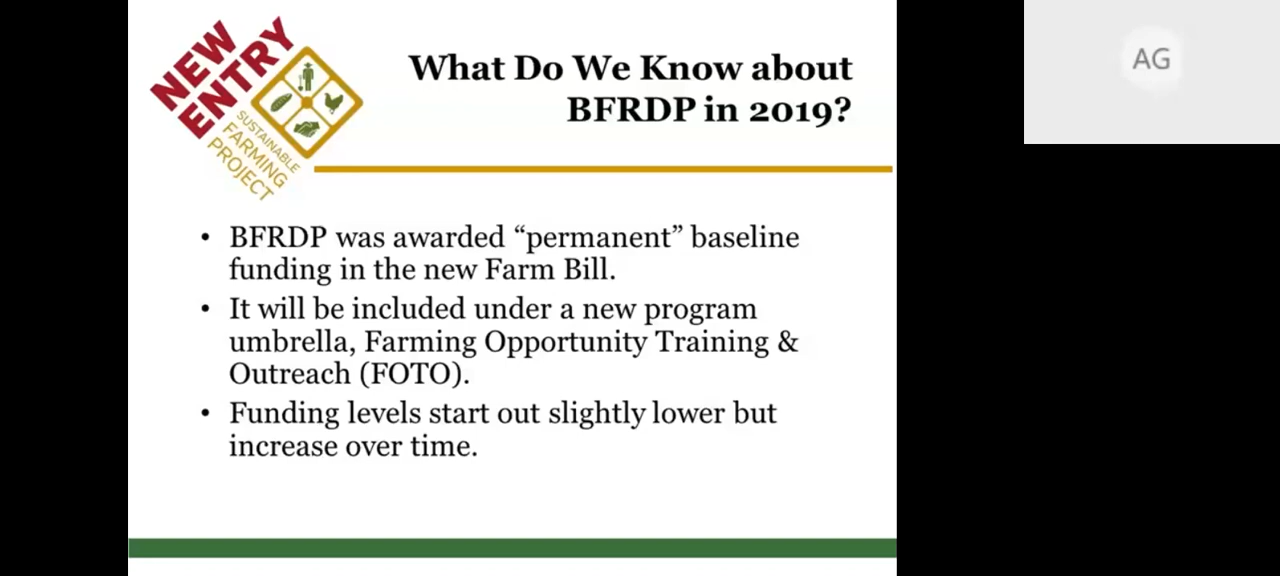 NEW
ENTRY
SUSTAINABLE
FARMING
PROJECT
What Do We Know about
BFRDP in 2019?
AG
• BFRDP was awarded “permanent” baseline
funding in the new Farm Bill.
• It will be included under a new program
umbrella, Farming Opportunity Training &
Outreach (FOTO).
• Funding levels start out slightly lower but
increase over time.